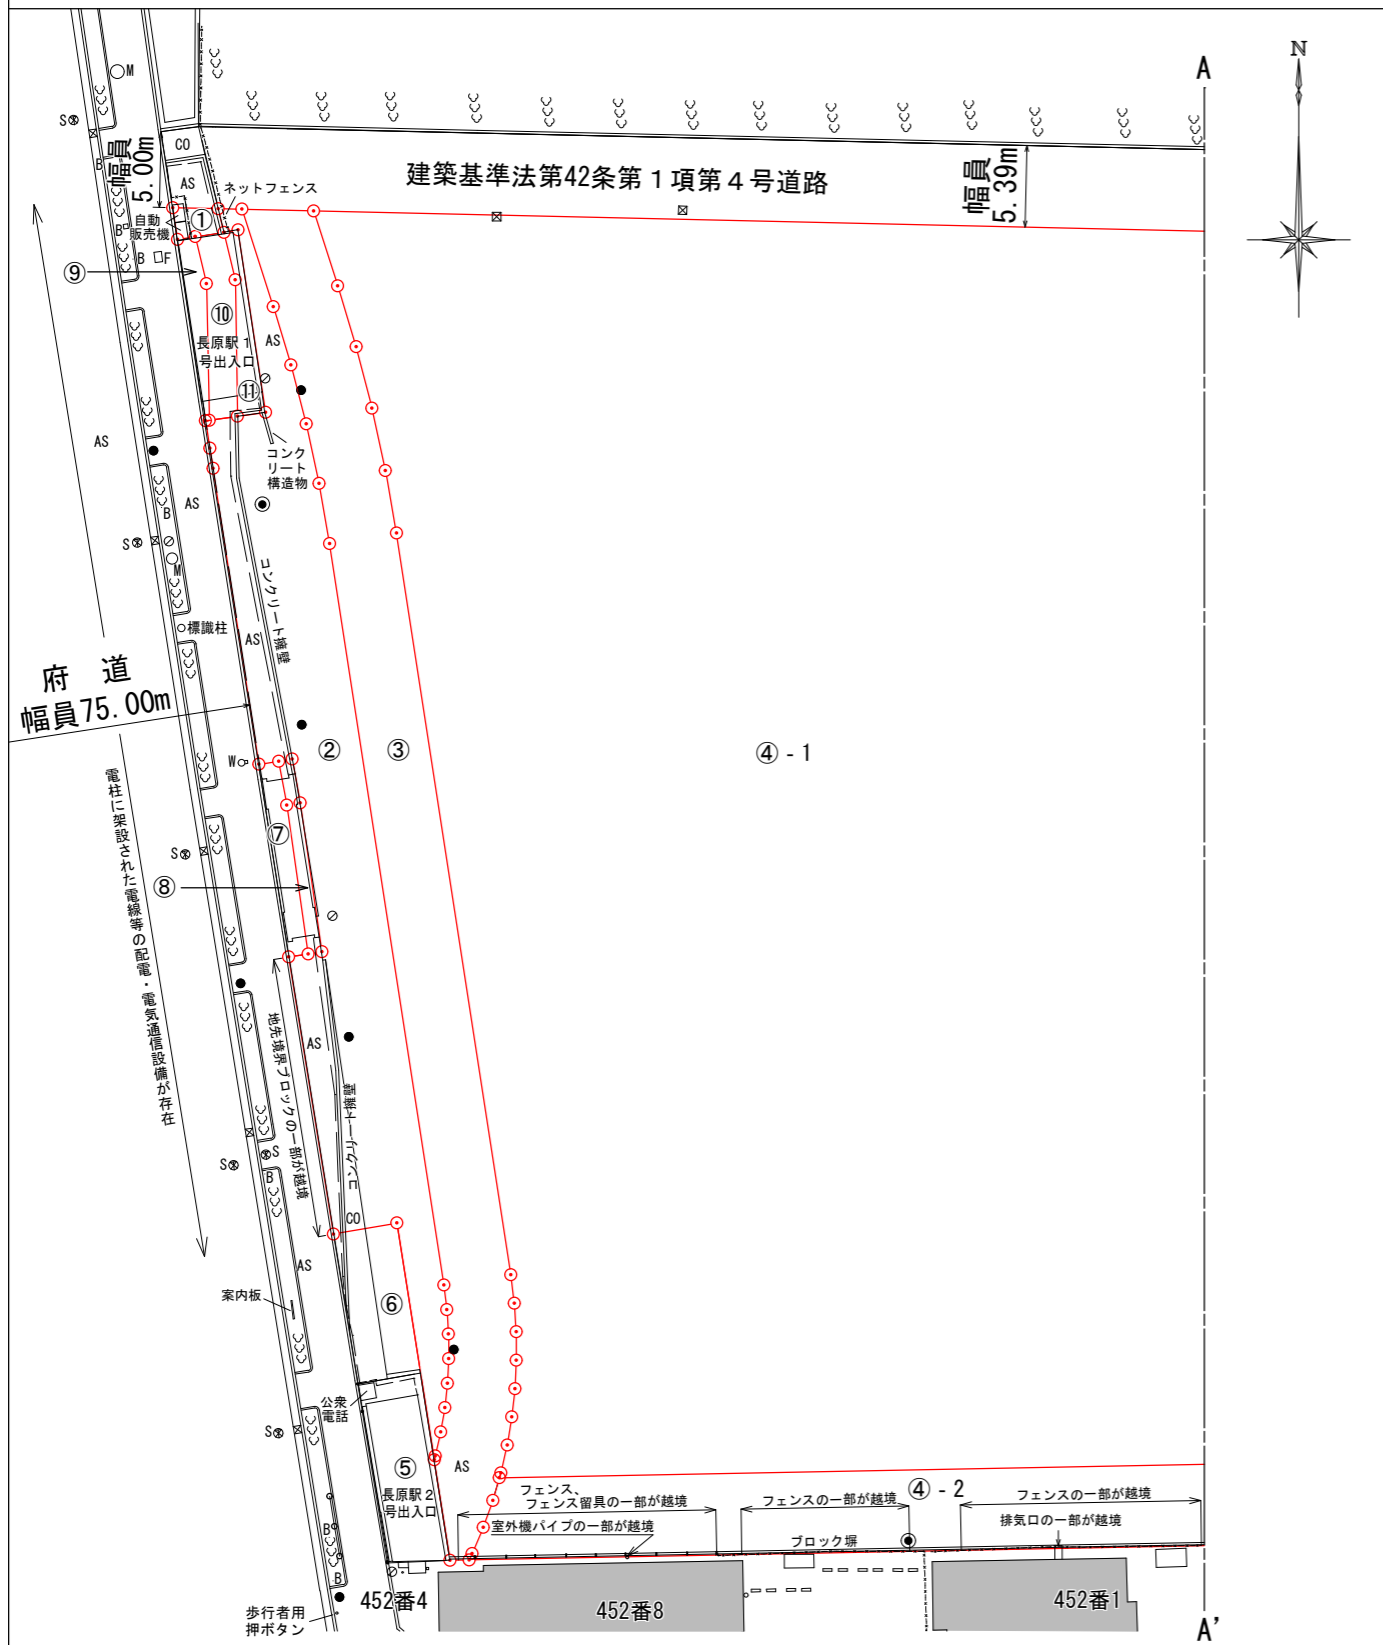 N
A
M
S
CO
B
幅員
5.00m
AS
ネットフェンス
建築基準法第42条第1項第4号道路
幅員
5.39m
自動
販売機
①
B
B
F
⑨
⑩
長原駅1
号出入口
AS
⑪
AS
コンク
リート
構造物
AS
B
S
M
コンクリート擁壁
標識柱
AS
府 道
幅員75.00m
②
③
④-1
W
電柱に架設された電線等の配電・電気通信設備が存在
⑦
S
⑧
地先境界ブロックの一部が越境
AS
コンクリート擁壁
S
S
B
CO
AS
案内板
⑥
公衆
電話
S
⑤
長原駅2
号出入口
AS
④-2
フェンス、
フェンス留具の一部が越境
フェンスの一部が越境
フェンスの一部が越境
室外機パイプの一部が越境
排気口の一部が越境
ブロック塀
B
B
452番4
452番8
452番1
歩行者用
押ボタン
A'